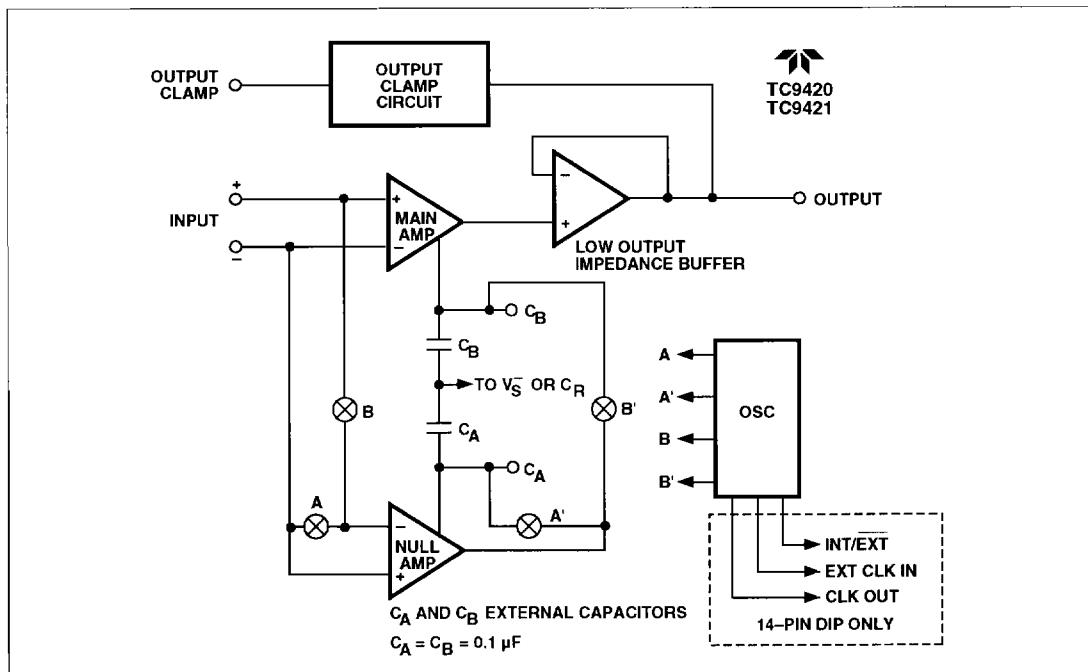 OUTPUT
CLAMP
OUTPUT
CLAMP
CIRCUIT
TC9420
TC9421
+
INPUT
–
+
MAIN
AMP
–
–
+
OUTPUT
LOW OUTPUT
IMPEDANCE BUFFER
C_B
C_B
TO V_S^– OR C_R
B
B'
C_A
C_A
A
A'
–
NULL
AMP
+
C_A AND C_B EXTERNAL CAPACITORS
C_A = C_B = 0.1 µF
A
A'
B
B'
OSC
INT/E̅X̅T̅
EXT CLK IN
CLK OUT
14–PIN DIP ONLY